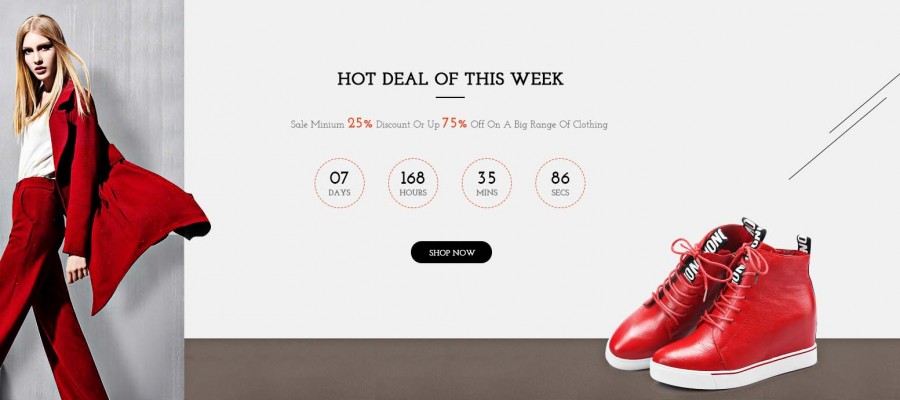 HOT DEAL OF THIS WEEK
Sale Minium 25% Discount Or Up 75% Off On A Big Range Of Clothing
07 168 35 86
DAYS HOURS MINS SECS
SHOP NOW